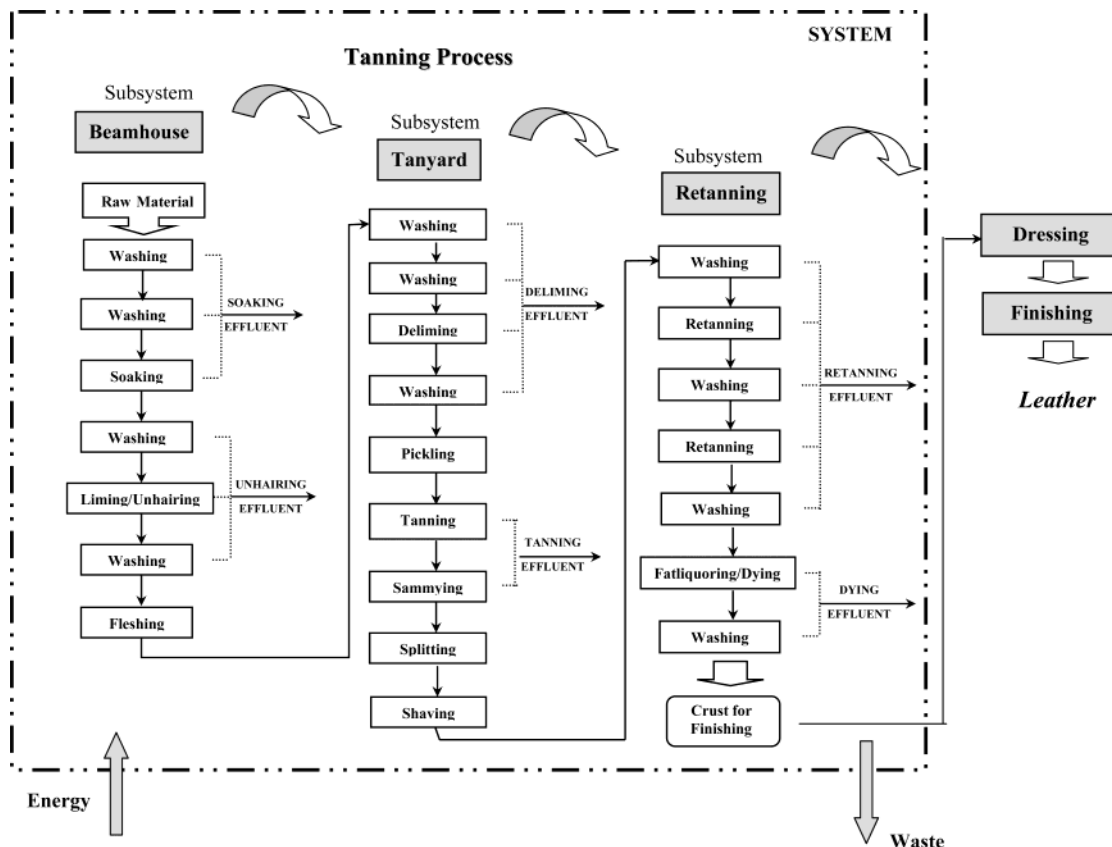 SYSTEM
Tanning Process
Subsystem
Beamhouse
Raw Material
Washing
Washing
Soaking
SOAKING
EFFLUENT
Washing
Liming/Unhairing
Washing
UNHAIRING
EFFLUENT
Fleshing
Subsystem
Tanyard
Washing
Washing
Deliming
Washing
DELIMING
EFFLUENT
Pickling
Tanning
Sammying
TANNING
EFFLUENT
Splitting
Shaving
Subsystem
Retanning
Washing
Retanning
Washing
Retanning
Washing
RETANNING
EFFLUENT
Fatliquoring/Dying
Washing
DYING
EFFLUENT
Crust for
Finishing
Dressing
Finishing
Leather
Energy
Waste